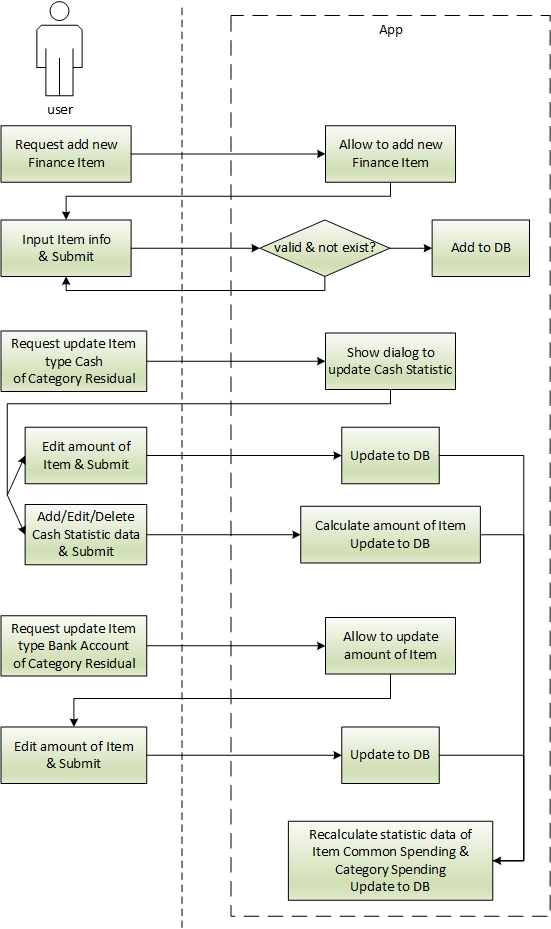 App
user
Request add new
Finance Item
Allow to add new
Finance Item
Input Item info
& Submit
valid & not exist?
Add to DB
Request update Item
type Cash
of Category Residual
Show dialog to
update Cash Statistic
Edit amount of
Item & Submit
Update to DB
Add/Edit/Delete
Cash Statistic data
& Submit
Calculate amount of Item
Update to DB
Request update Item
type Bank Account
of Category Residual
Allow to update
amount of Item
Edit amount of Item
& Submit
Update to DB
Recalculate statistic data of
Item Common Spending &
Category Spending
Update to DB